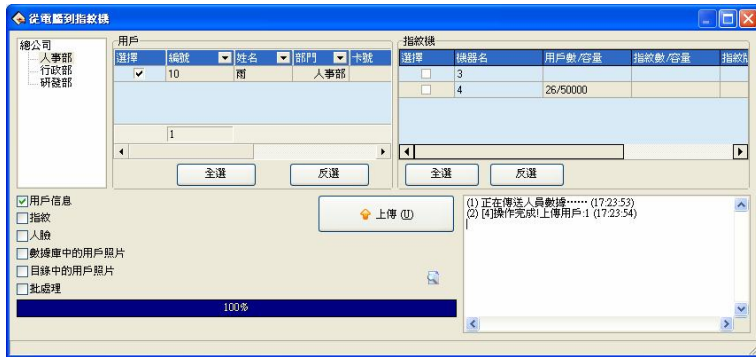 從電腦到指紋機
總公司
人事部
行政部
研發部
用戶
選擇 編號 姓名 部門 卡號
10 雨 人事部
1
全選 反選
指紋機
選擇 機器名 用戶數/容量 指紋數/容量 指紋版
3
4 26/50000
全選 反選
用戶信息
指紋
人臉
數據庫中的用戶照片
目錄中的用戶照片
批處理
上傳(U)
100%
(1) 正在傳送人員數據…… (17:23:53)
(2) [4]操作完成!上傳用戶:1 (17:23:54)